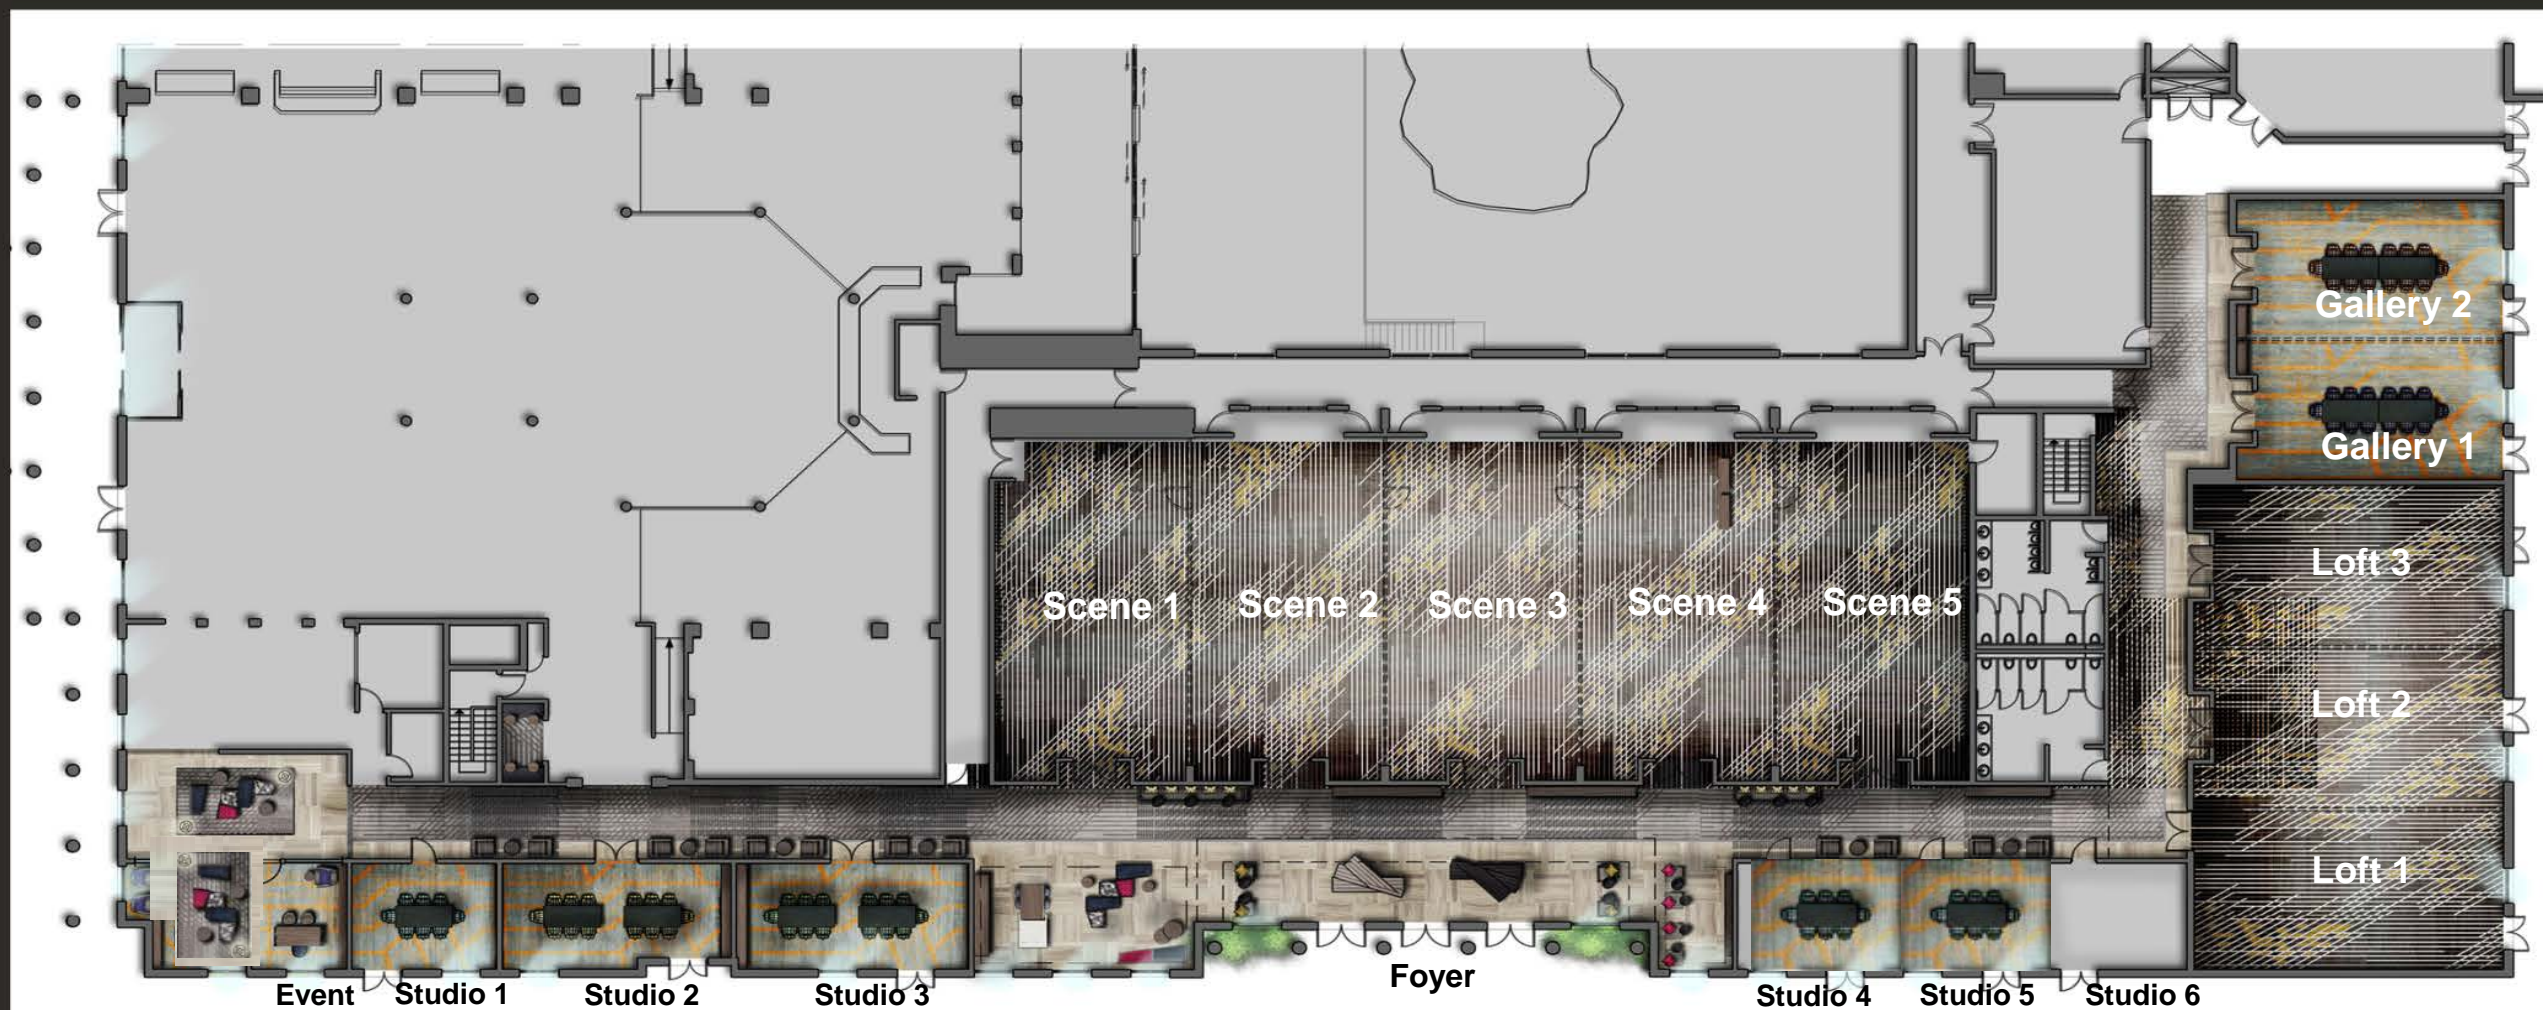 Gallery 2
Gallery 1
Loft 3
Scene 1
Scene 2
Scene 3
Scene 4
Scene 5
Loft 2
Loft 1
Foyer
Event
Studio 1
Studio 2
Studio 3
Studio 4
Studio 5
Studio 6